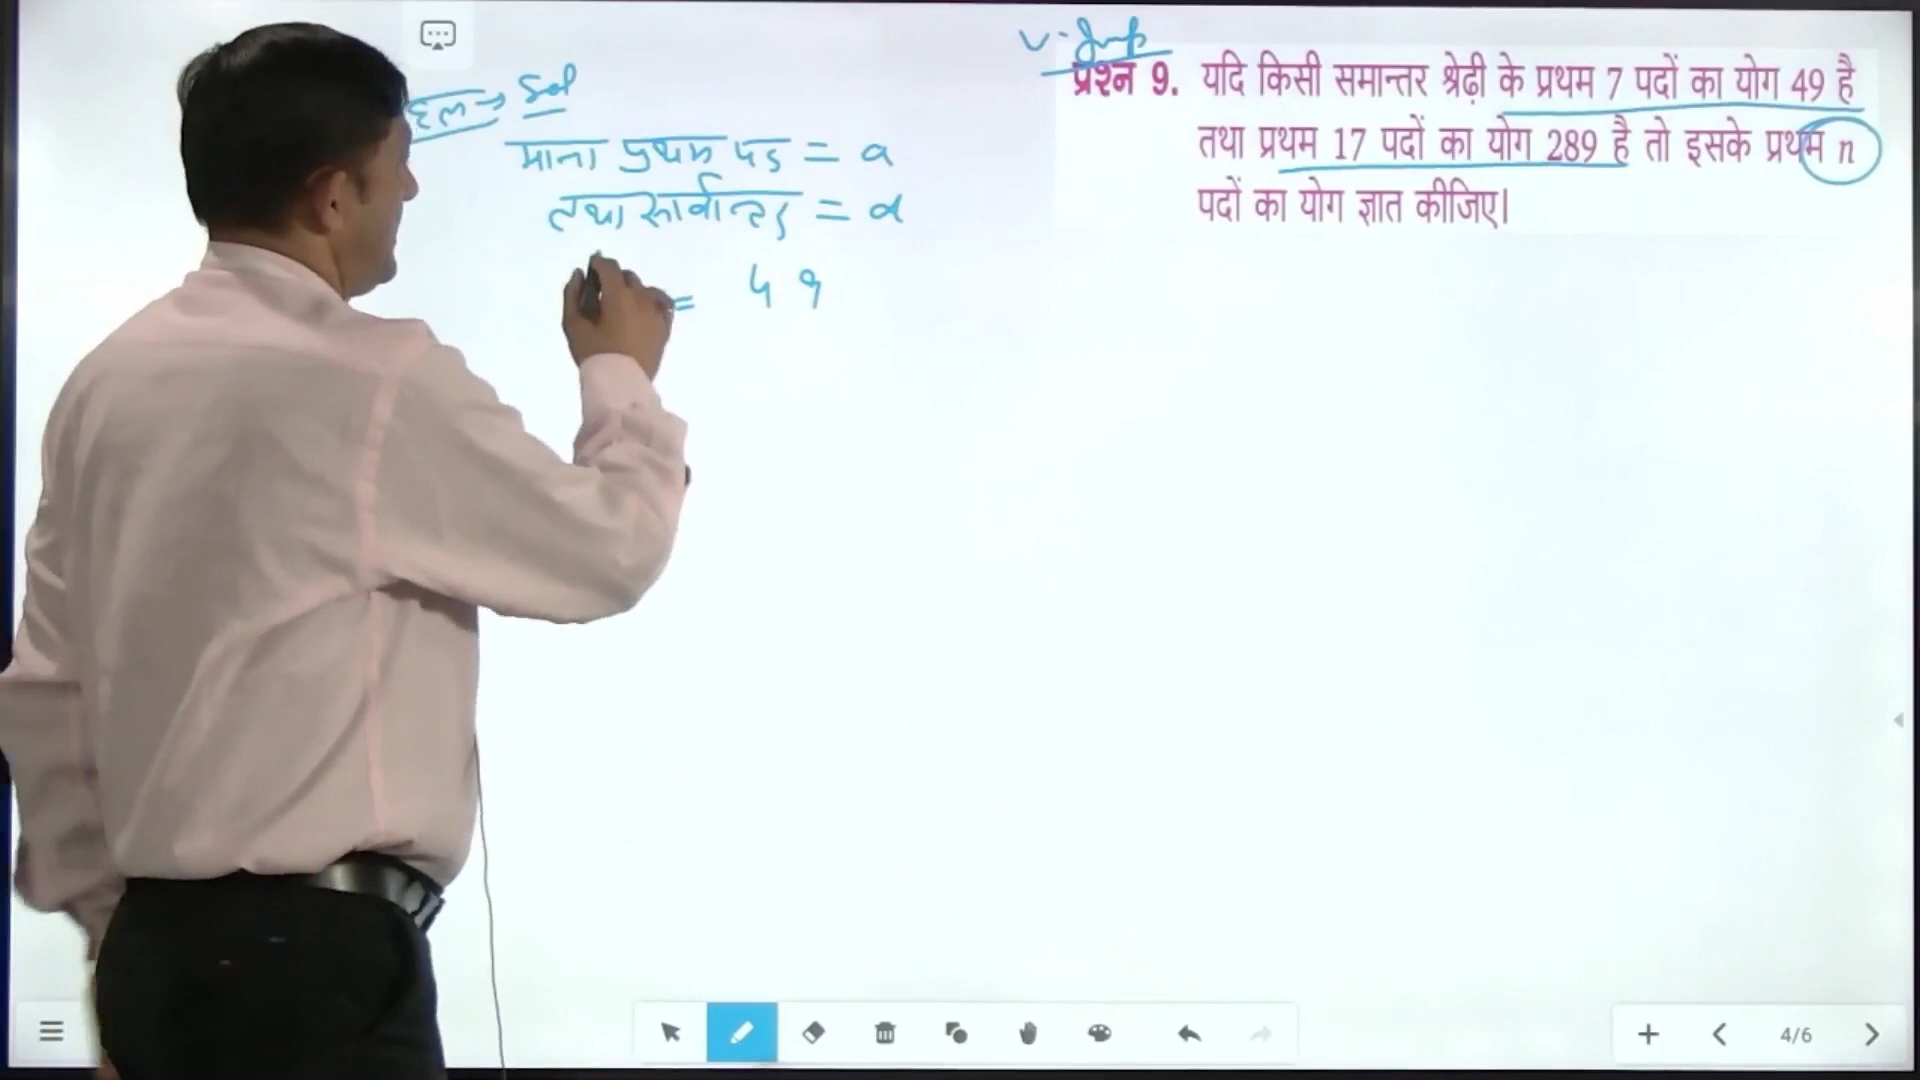 V. Imp
प्रश्न 9. यदि किसी समान्तर श्रेढ़ी के प्रथम 7 पदों का योग 49 है
तथा प्रथम 17 पदों का योग 289 है तो इसके प्रथम n
पदों का योग ज्ञात कीजिए।
हल→ Sol
माना प्रथम पद = a
तथा सार्वान्तर = d
= 49
4/6